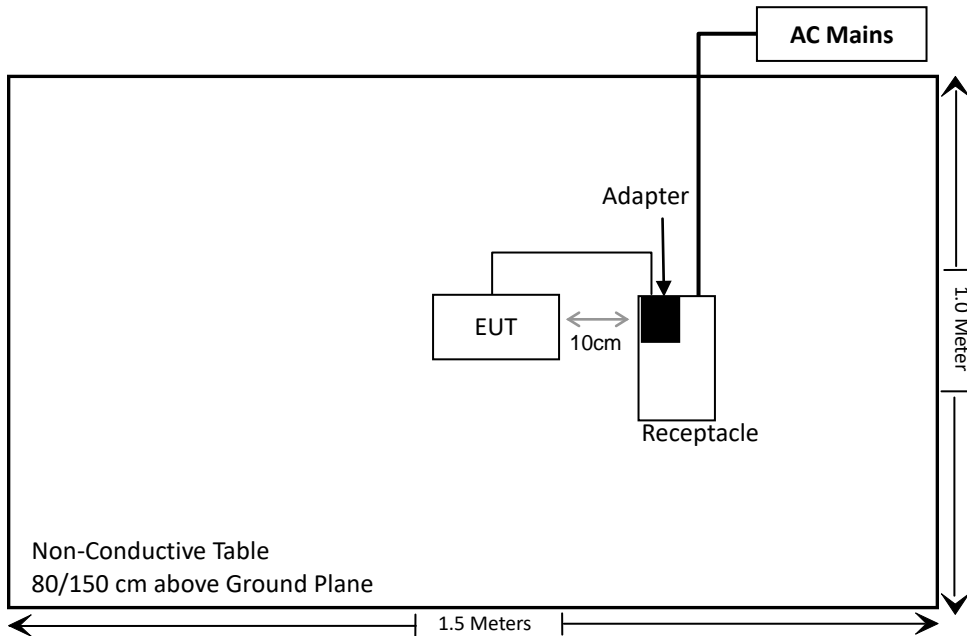 AC Mains
Adapter
EUT
10cm
1.0 Meter
Receptacle
Non-Conductive Table
80/150 cm above Ground Plane
1.5 Meters